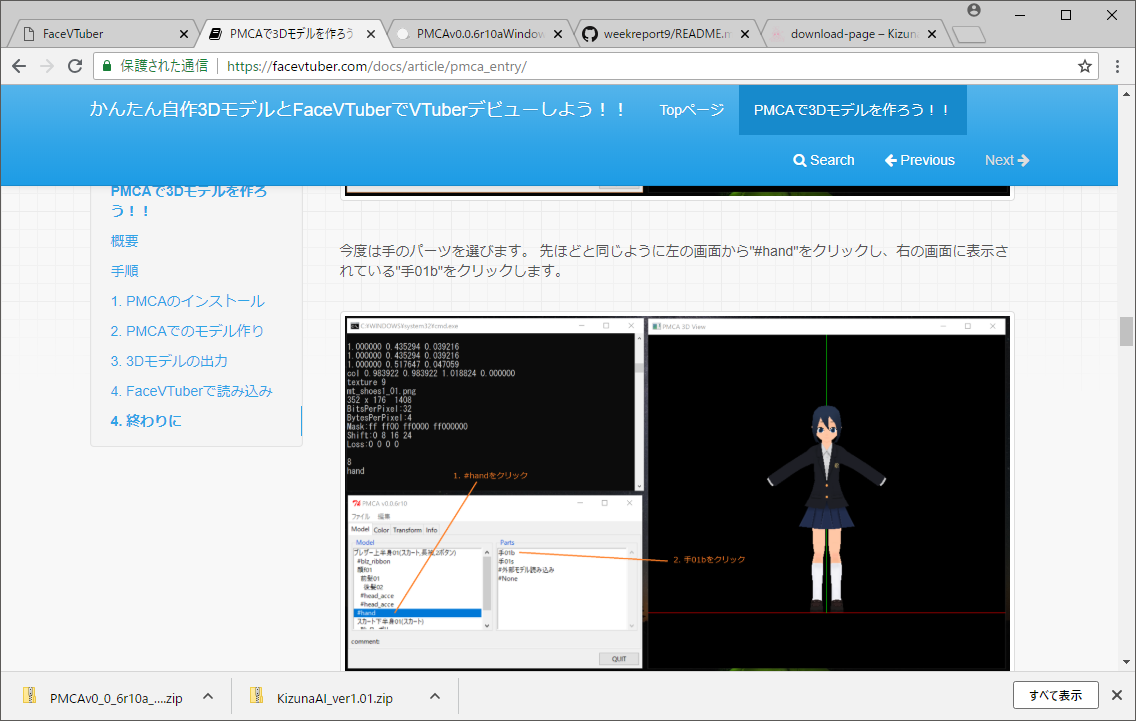 FaceVTuber
PMCAで3Dモデルを作ろう
PMCAv0.0.6r10aWindow
weekreport9/README.m
download-page – Kizun
保護された通信
https://facevtuber.com/docs/article/pmca_entry/
かんたん自作3DモデルとFaceVTuberでVTuberデビューしよう！！
Topページ
PMCAで3Dモデルを作ろう！！
Search
Previous
Next
PMCAで3Dモデルを作ろ
う！！
概要
手順
1. PMCAのインストール
2. PMCAでのモデル作り
3. 3Dモデルの出力
4. FaceVTuberで読み込み
4. 終わりに
今度は手のパーツを選びます。 先ほどと同じように左の画面から"#hand"をクリックし、右の画面に表示さ
れている"手01b"をクリックします。
C:¥WINDOWS¥system32¥cmd.exe
1.000000 0.435294 0.039216
1.000000 0.435294 0.039216
1.000000 0.517647 0.047059
col 0.983922 0.983922 1.018824 0.000000
texture 9
mt_shoes1_01.png
352 x 176 1408
BitsPerPixel:32
BytesPerPixel:4
Mask:ff ff00 ff0000 ff000000
Shift:0 8 16 24
Loss:0 0 0 0
8
hand
1. #handをクリック
PMCA v0.0.6r10
ファイル 編集
Model Color Transform Info
Model
ブレザー上半身01(スカート,長袖,2ボタン)
#blz_ribbon
顔f01
前髪01
後髪02
#head_acce
#head_acce
#hand
スカート下半身01(スカート)
Parts
手01b
手01s
#外部モデル読み込み
#None
comment:
QUIT
PMCA 3D View
2. 手01bをクリック
PMCAv0_0_6r10a_....zip
KizunaAI_ver1.01.zip
すべて表示